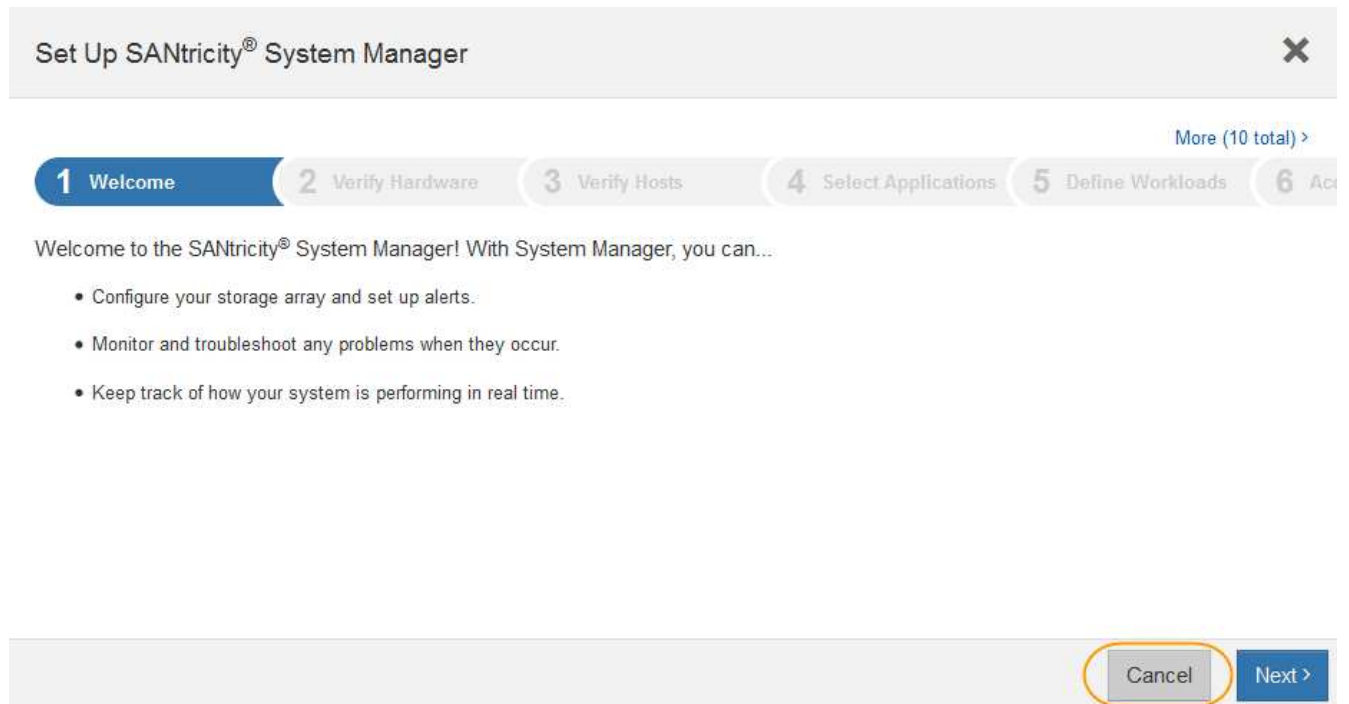 Set Up SANtricity® System Manager
More (10 total) >
1 Welcome 2 Verify Hardware 3 Verify Hosts 4 Select Applications 5 Define Workloads 6 Acc
Welcome to the SANtricity® System Manager! With System Manager, you can...
• Configure your storage array and set up alerts.
• Monitor and troubleshoot any problems when they occur.
• Keep track of how your system is performing in real time.
Cancel Next >